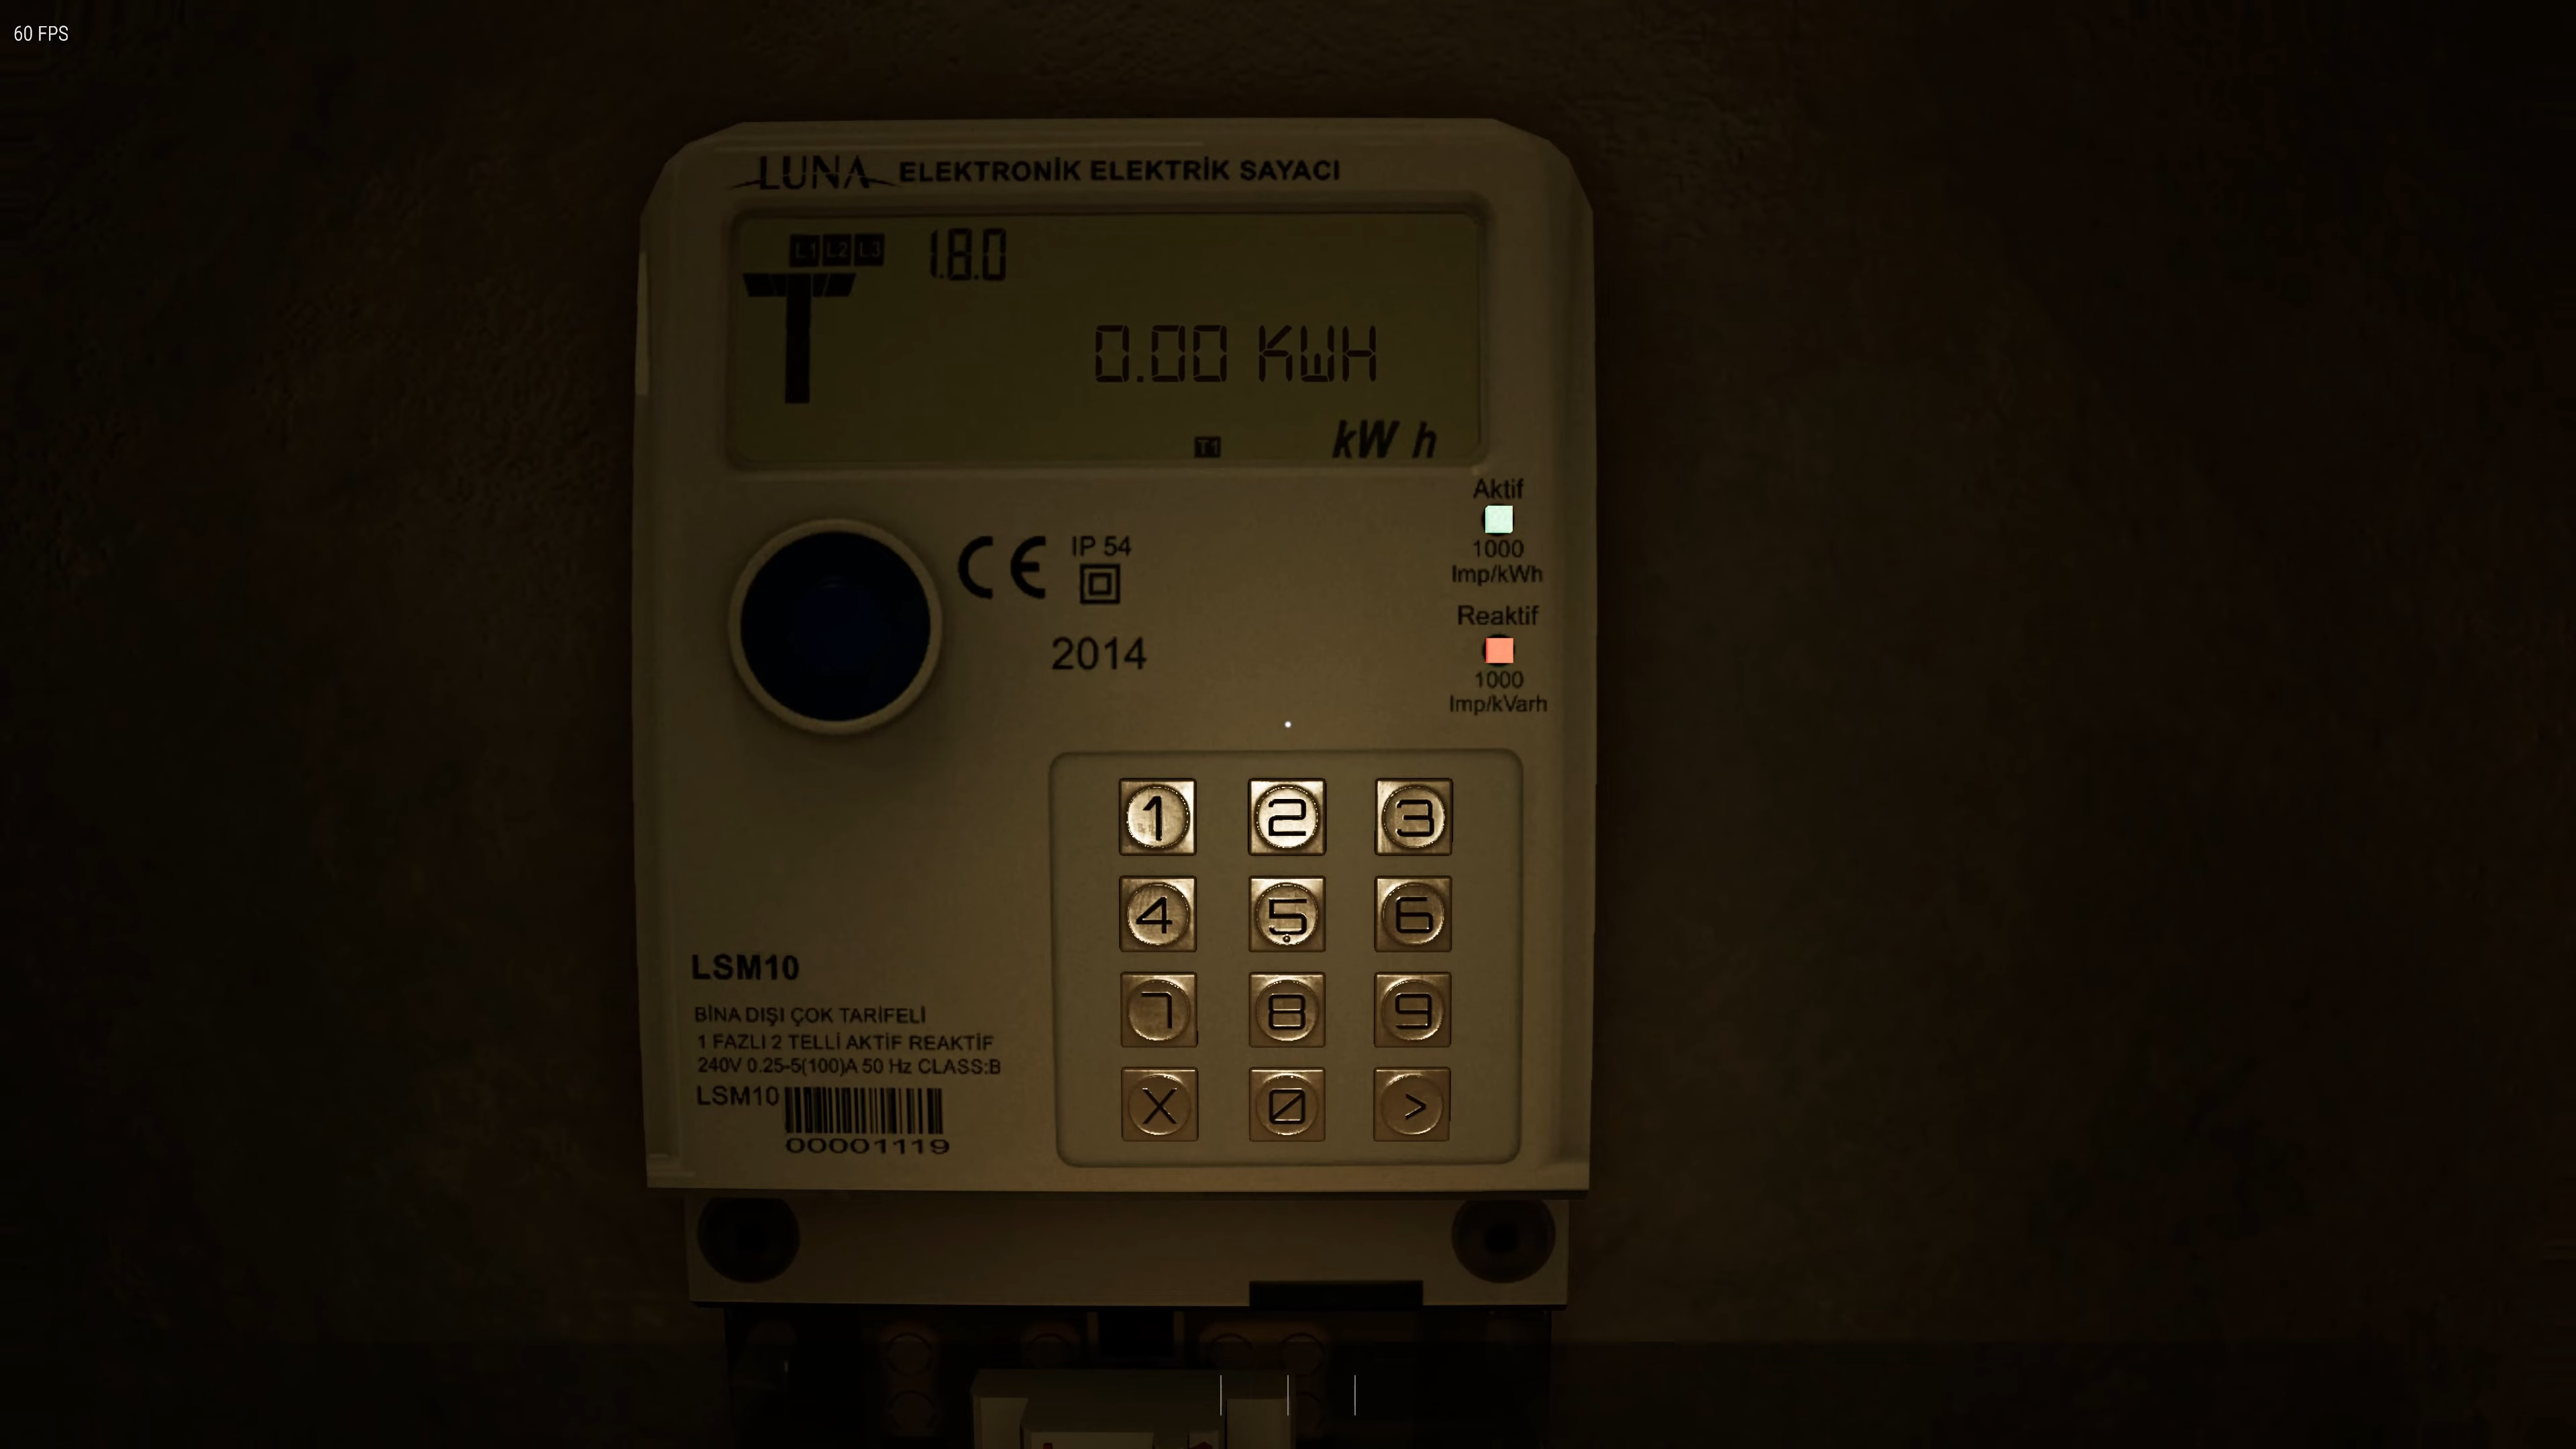 60 FPS
LUNA ELEKTRONİK ELEKTRİK SAYACI
L1 L2 L3 1.8.0
T
0.00 KWH
T1 kW h
Aktif
1000
Imp/kWh
CE IP 54
Reaktif
2014
1000
Imp/kVarh
1 2 3
4 5 6
7 8 9
X 0 >
LSM10
BİNA DIŞI ÇOK TARİFELİ
1 FAZLI 2 TELLİ AKTİF REAKTİF
240V 0.25-5(100)A 50 Hz CLASS:B
LSM10
00001119